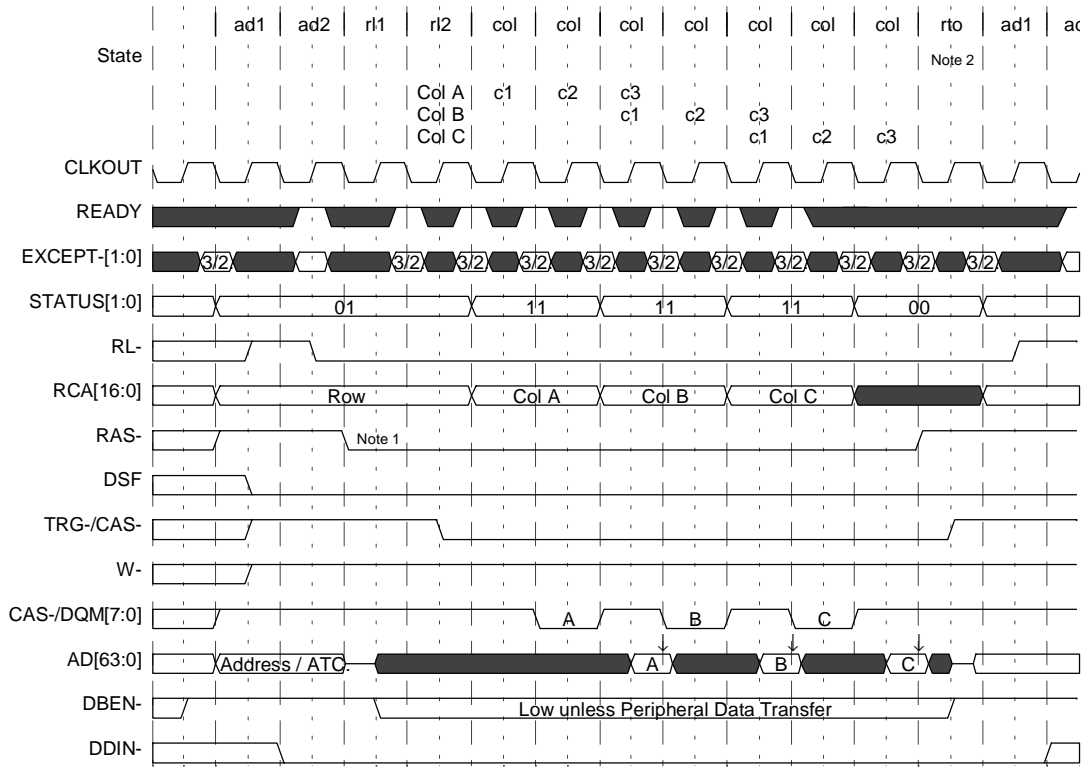 ad1 ad2 rl1 rl2 col col col col col col col rto ad1
State Note 2
Col A c1 c2 c3
Col B c1 c2 c3
Col C c1 c2 c3
CLKOUT
READY
EXCEPT-[1:0] 3/2 3/2 3/2 3/2 3/2 3/2 3/2 3/2 3/2 3/2 3/2
STATUS[1:0] 01 11 11 11 00
RL-
RCA[16:0] Row Col A Col B Col C
RAS- Note 1
DSF
TRG-/CAS-
W-
CAS-/DQM[7:0] A B C
AD[63:0] Address / ATC. A B C
DBEN- Low unless Peripheral Data Transfer
DDIN-